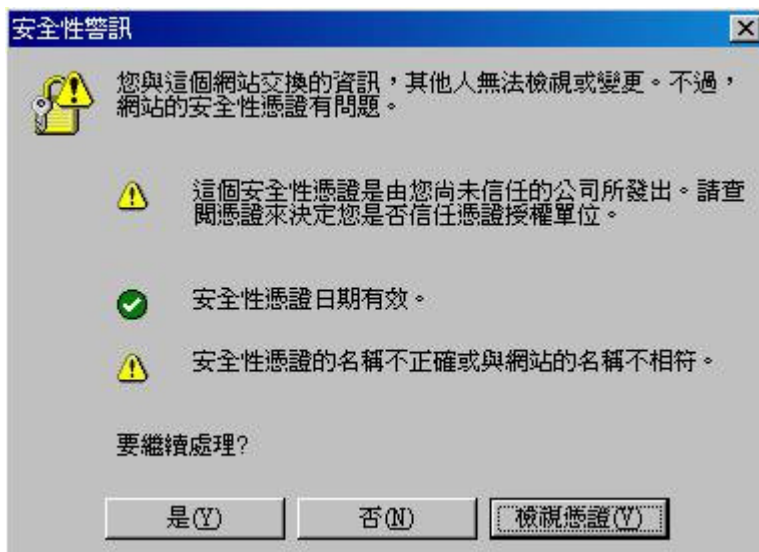 安全性警訊
您與這個網站交換的資訊，其他人無法檢視或變更。不過，
網站的安全性憑證有問題。
這個安全性憑證是由您尚未信任的公司所發出。請查
閱憑證來決定您是否信任憑證授權單位。
安全性憑證日期有效。
安全性憑證的名稱不正確或與網站的名稱不相符。
要繼續處理?
是(Y)
否(N)
檢視憑證(V)